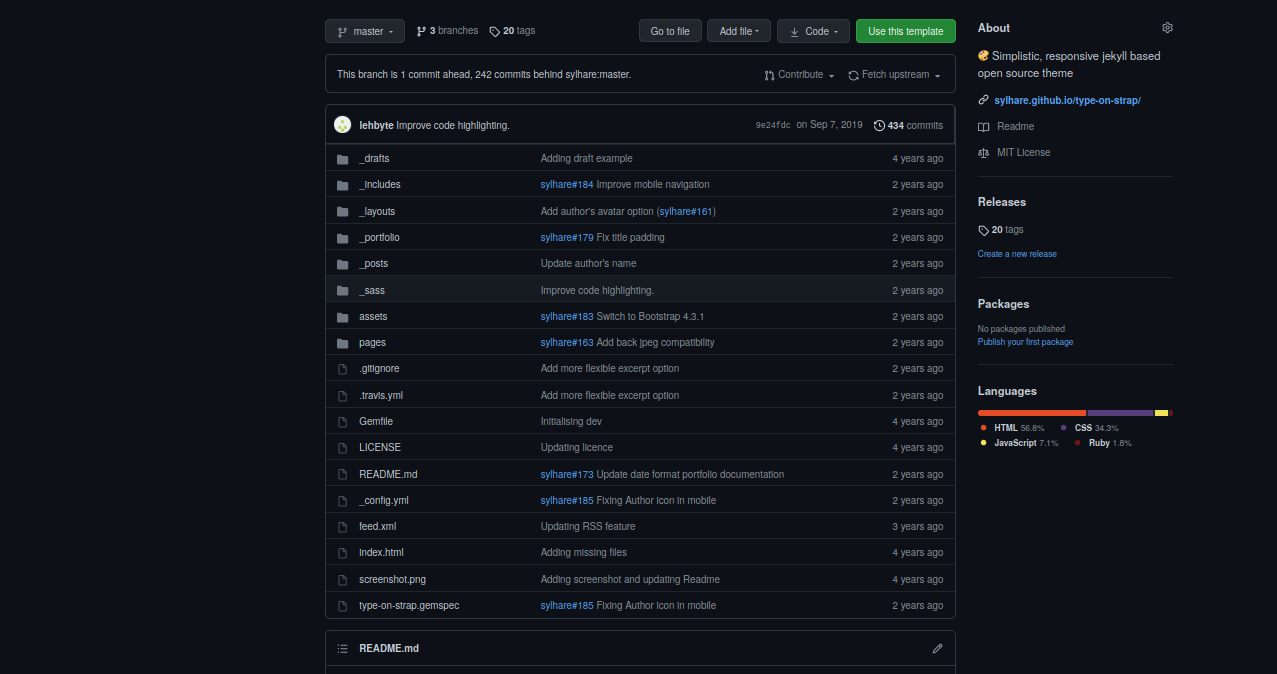 master 3 branches 20 tags Go to file Add file Code Use this template
This branch is 1 commit ahead, 242 commits behind sylhare:master. Contribute Fetch upstream
lehbyte Improve code highlighting. 9e24fdc on Sep 7, 2019 434 commits
_drafts Adding draft example 4 years ago
_includes sylhare#184 Improve mobile navigation 2 years ago
_layouts Add author's avatar option (sylhare#161) 2 years ago
_portfolio sylhare#179 Fix title padding 2 years ago
_posts Update author's name 2 years ago
_sass Improve code highlighting. 2 years ago
assets sylhare#183 Switch to Bootstrap 4.3.1 2 years ago
pages sylhare#163 Add back jpeg compatibility 2 years ago
.gitignore Add more flexible excerpt option 2 years ago
.travis.yml Add more flexible excerpt option 2 years ago
Gemfile Initialising dev 4 years ago
LICENSE Updating licence 4 years ago
README.md sylhare#173 Update date format portfolio documentation 2 years ago
_config.yml sylhare#185 Fixing Author icon in mobile 2 years ago
feed.xml Updating RSS feature 3 years ago
index.html Adding missing files 4 years ago
screenshot.png Adding screenshot and updating Readme 4 years ago
type-on-strap.gemspec sylhare#185 Fixing Author icon in mobile 2 years ago
README.md
About
🎨 Simplistic, responsive jekyll based
open source theme
sylhare.github.io/type-on-strap/
Readme
MIT License
Releases
20 tags
Create a new release
Packages
No packages published
Publish your first package
Languages
HTML 56.8% CSS 34.3%
JavaScript 7.1% Ruby 1.8%